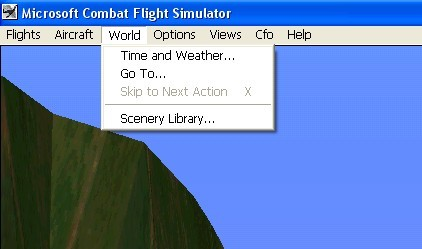 Microsoft Combat Flight Simulator
Flights Aircraft World Options Views Cfo Help
Time and Weather...
Go To...
Skip to Next Action X
Scenery Library...